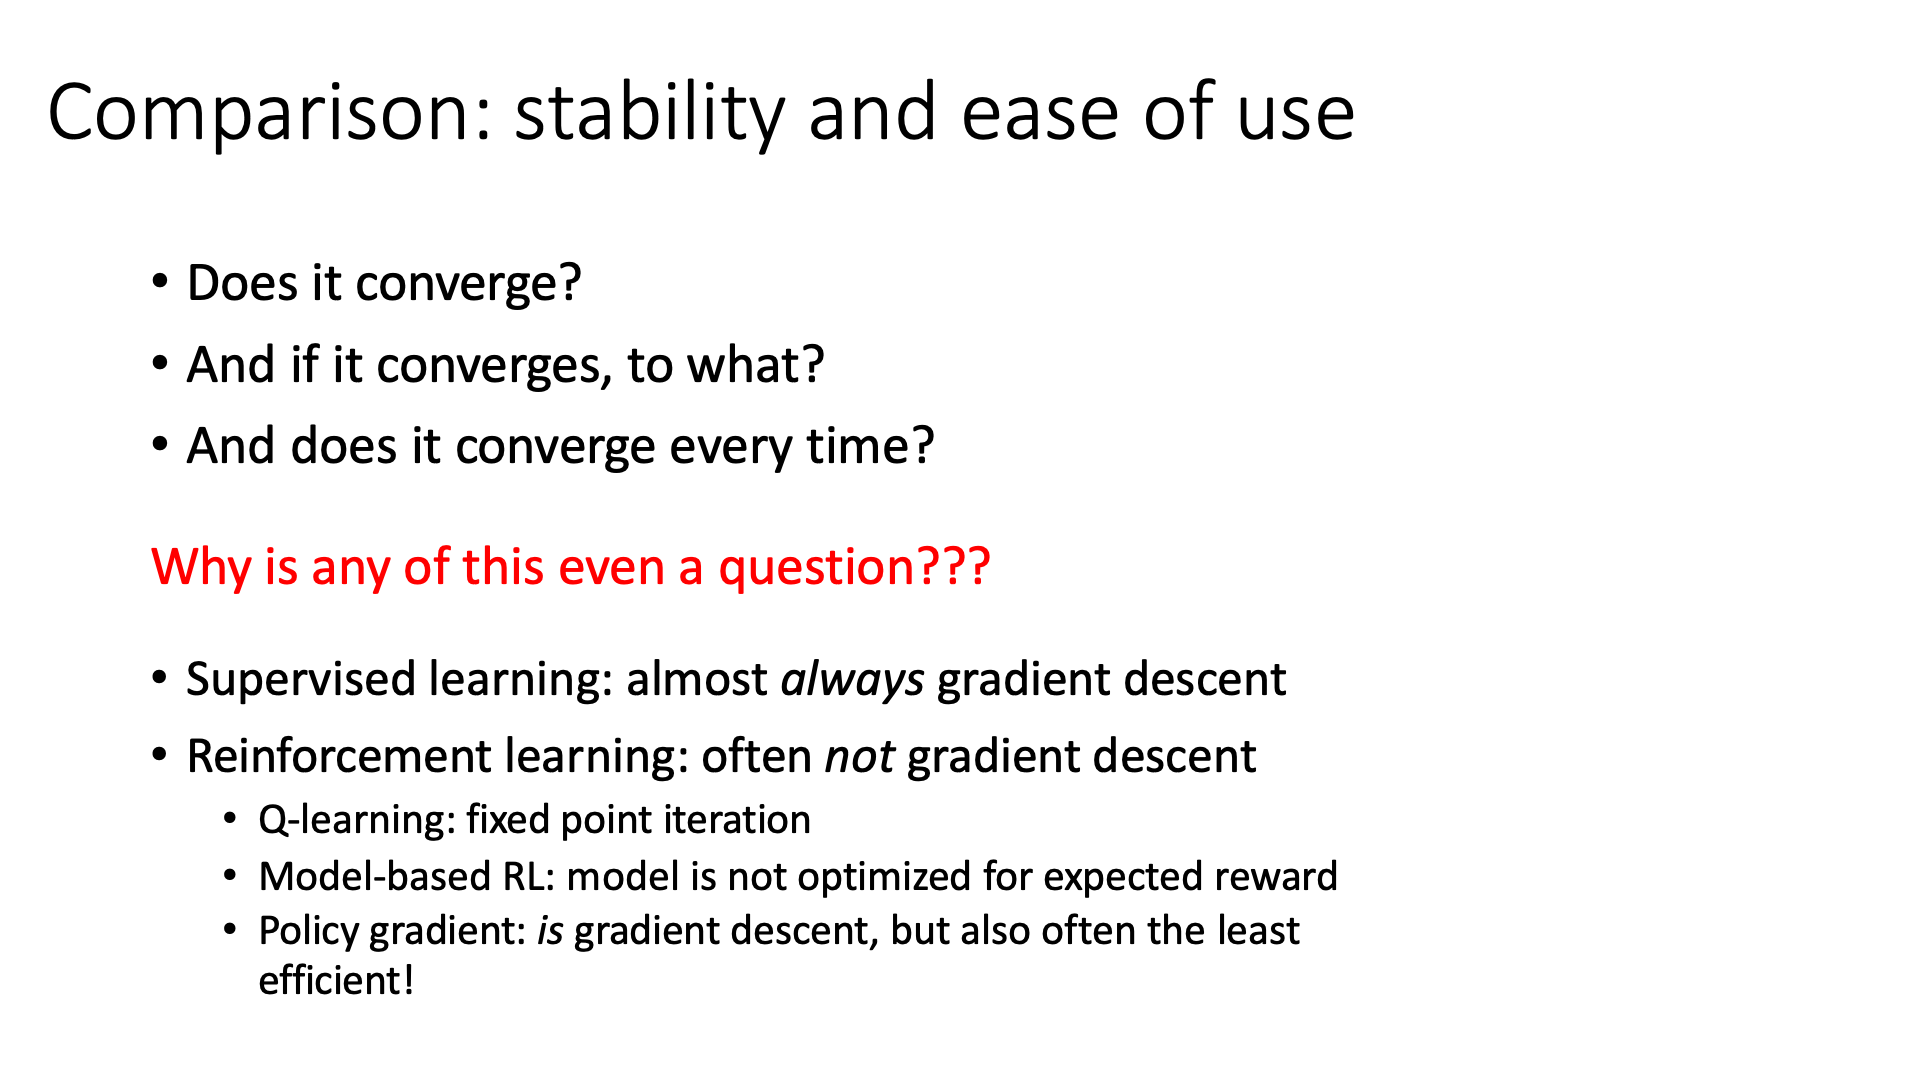 Comparison: stability and ease of use
• Does it converge?
• And if it converges, to what?
• And does it converge every time?
Why is any of this even a question???
• Supervised learning: almost always gradient descent
• Reinforcement learning: often not gradient descent
• Q-learning: fixed point iteration
• Model-based RL: model is not optimized for expected reward
• Policy gradient: is gradient descent, but also often the least
efficient!